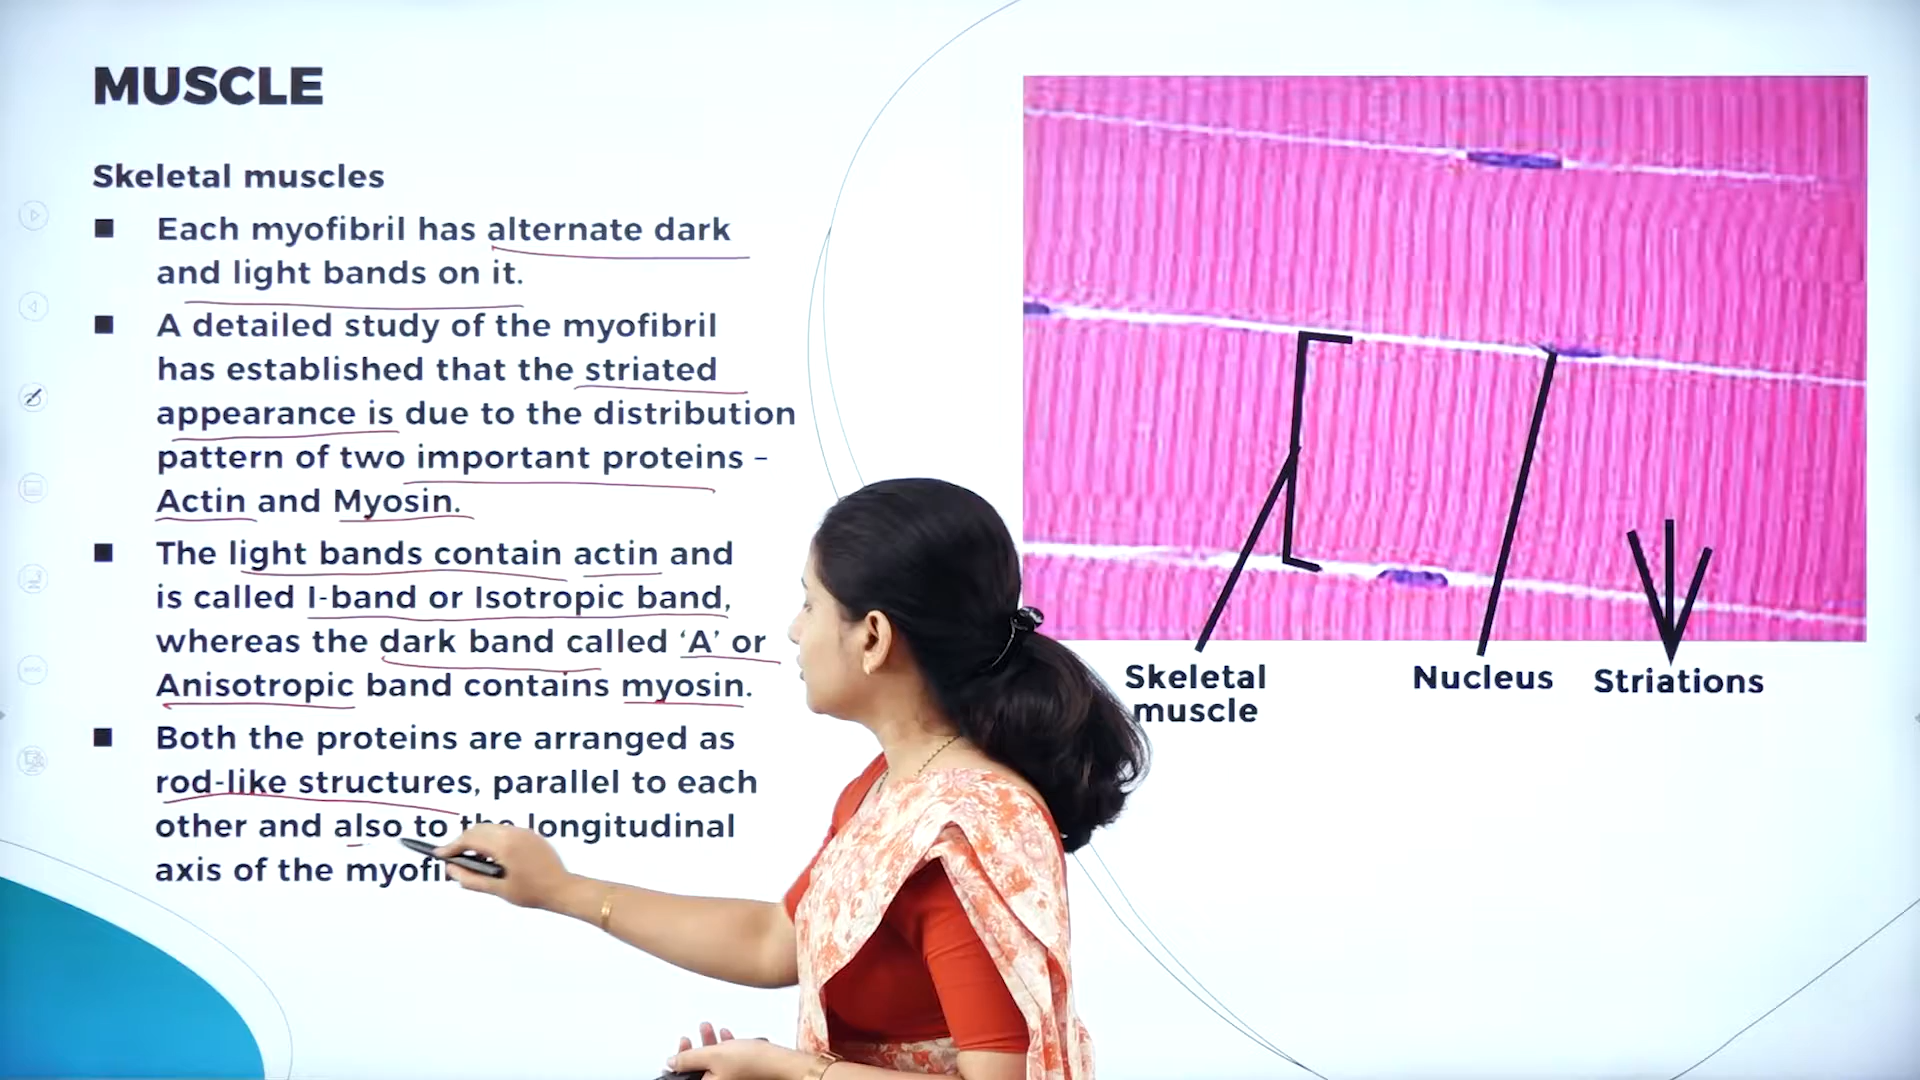 MUSCLE
Skeletal muscles
Each myofibril has alternate dark
and light bands on it.
A detailed study of the myofibril
has established that the striated
appearance is due to the distribution
pattern of two important proteins –
Actin and Myosin.
The light bands contain actin and
is called I-band or Isotropic band,
whereas the dark band called ‘A’ or
Anisotropic band contains myosin.
Both the proteins are arranged as
rod-like structures, parallel to each
other and also to the longitudinal
axis of the
Skeletal
muscle
Nucleus
Striations